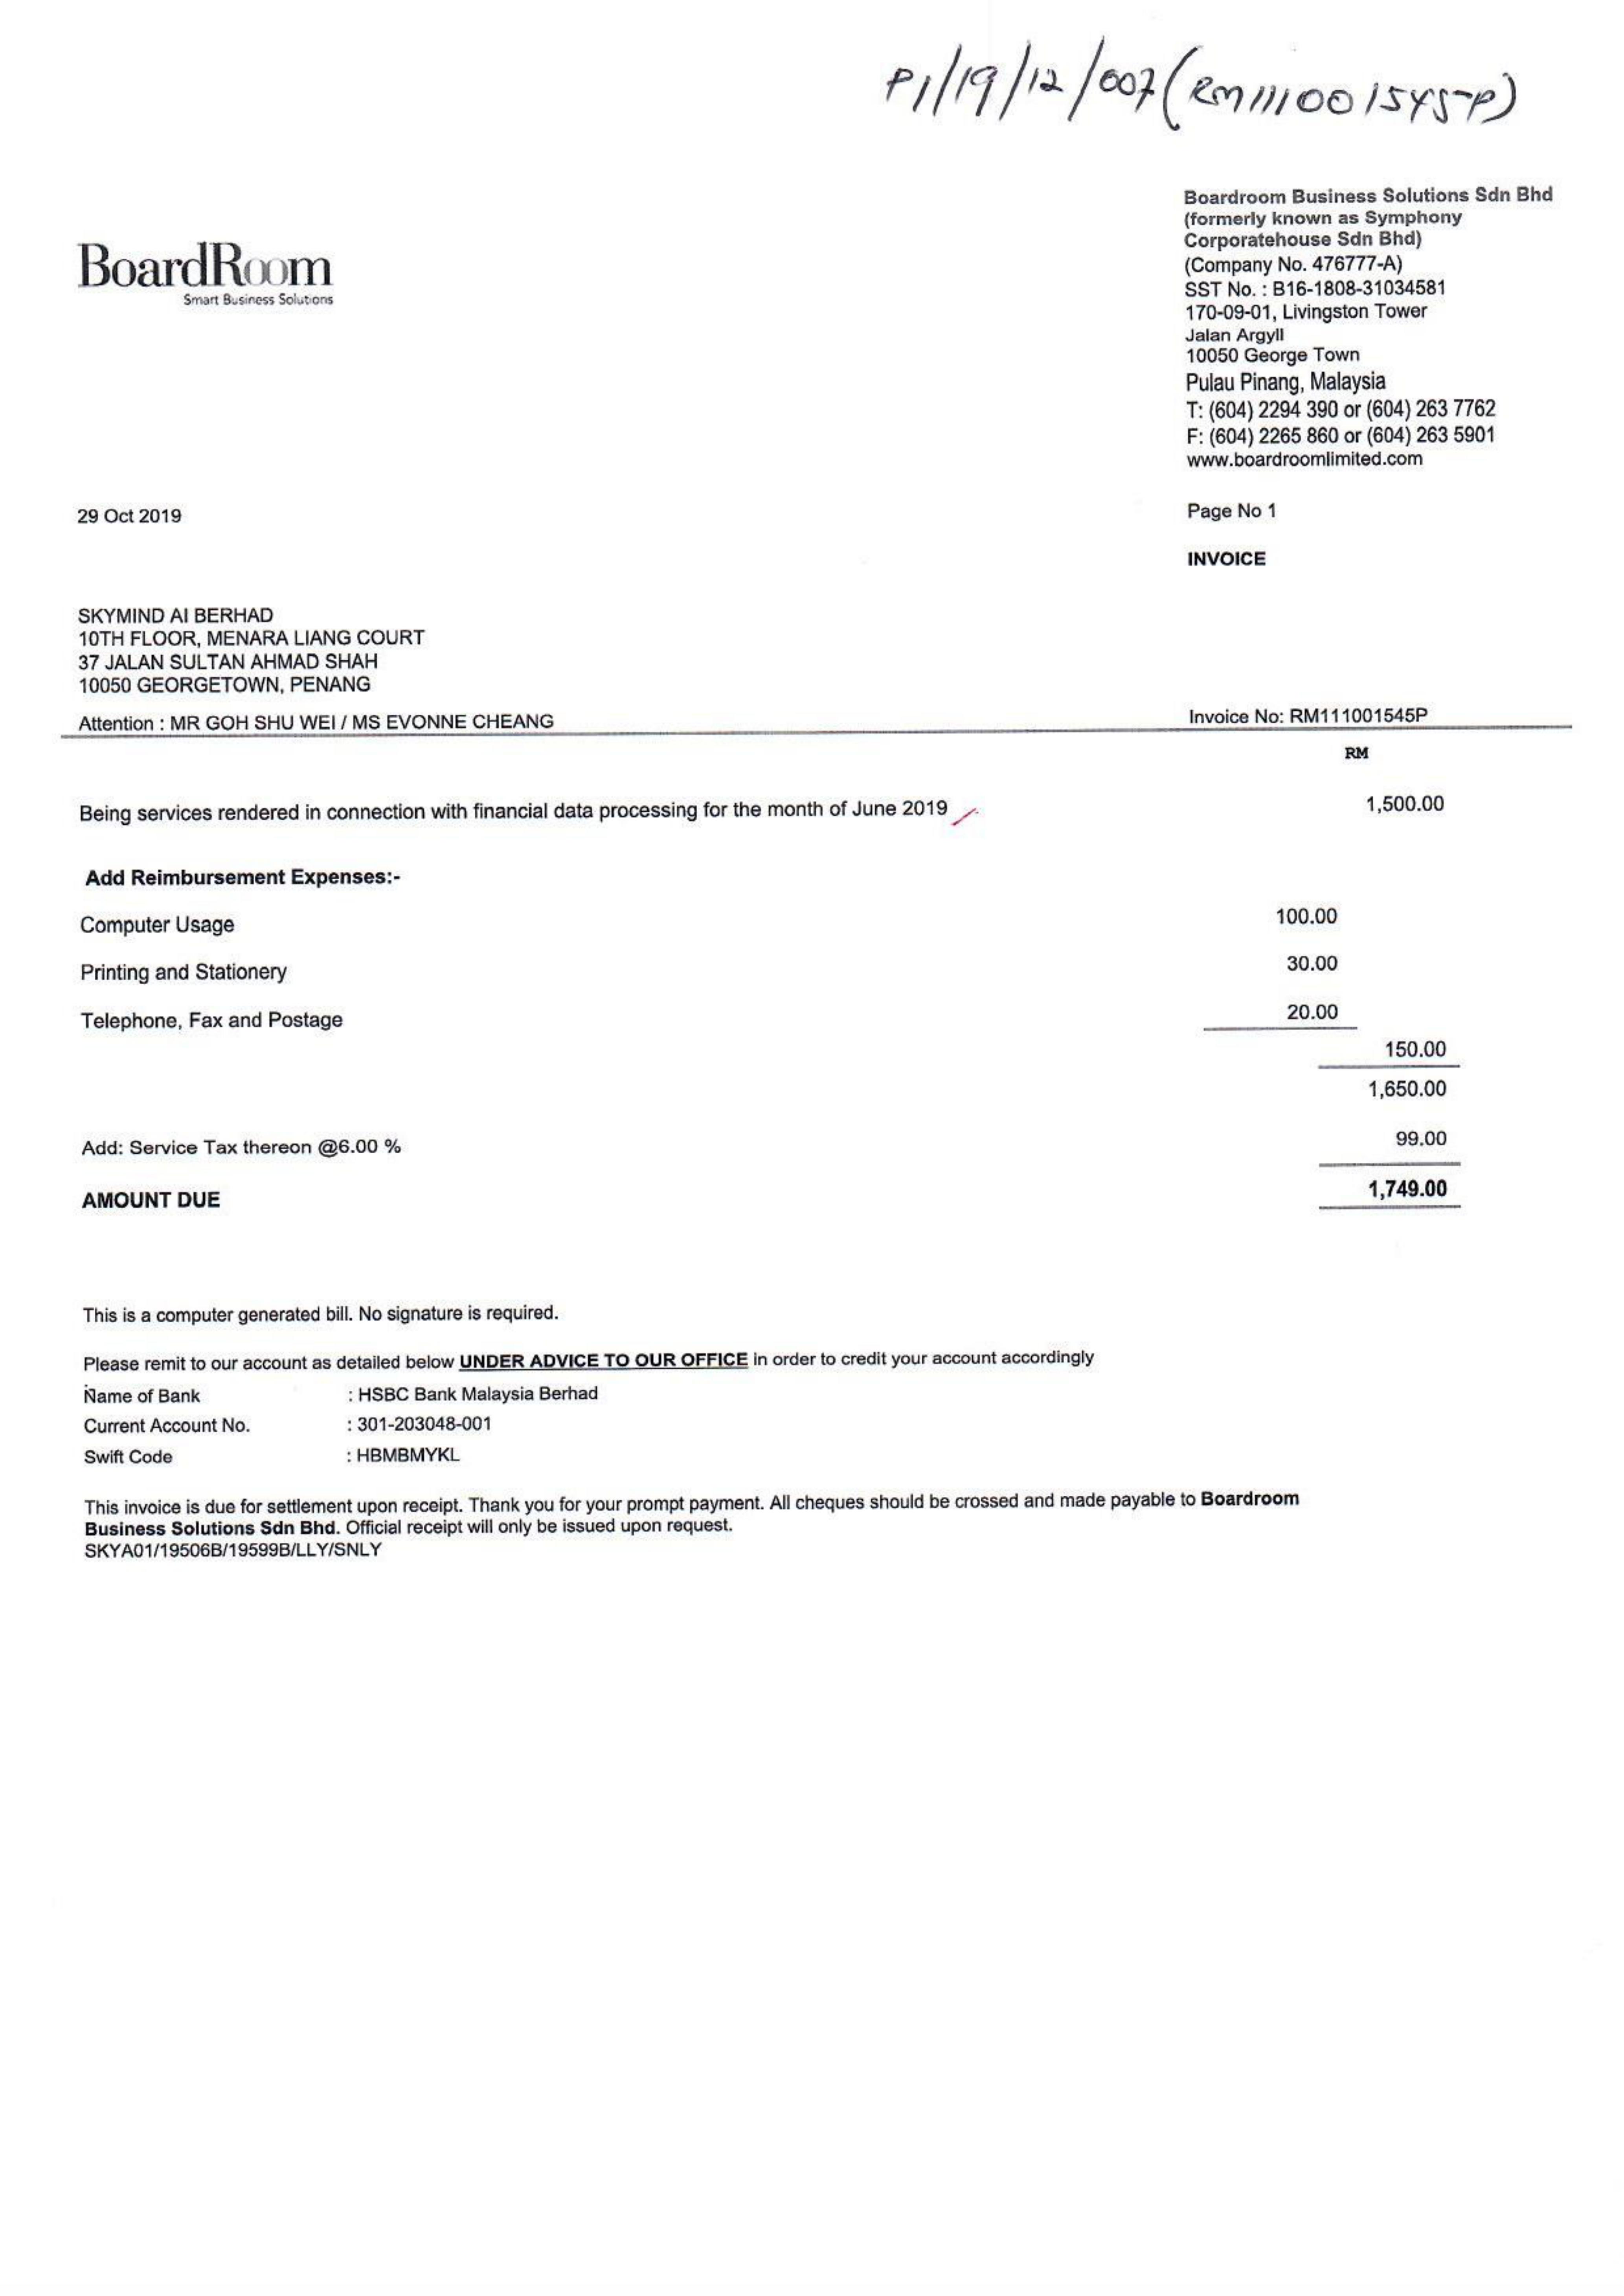 P1/19/12/007 (RM111001545-P)
Boardroom Business Solutions Sdn Bhd
(formerly known as Symphony
Corporatehouse Sdn Bhd)
(Company No. 476777-A)
SST No. : B16-1808-31034581
170-09-01, Livingston Tower
Jalan Argyll
10050 George Town
Pulau Pinang, Malaysia
T: (604) 2294 390 or (604) 263 7762
F: (604) 2265 860 or (604) 263 5901
www.boardroomlimited.com
BoardRoom
Smart Business Solutions
29 Oct 2019
Page No 1
INVOICE
SKYMIND AI BERHAD
10TH FLOOR, MENARA LIANG COURT
37 JALAN SULTAN AHMAD SHAH
10050 GEORGETOWN, PENANG
Attention : MR GOH SHU WEI / MS EVONNE CHEANG Invoice No: RM111001545P
RM
Being services rendered in connection with financial data processing for the month of June 2019 1,500.00
Add Reimbursement Expenses:-
Computer Usage 100.00
Printing and Stationery 30.00
Telephone, Fax and Postage 20.00
150.00
1,650.00
Add: Service Tax thereon @6.00 % 99.00
AMOUNT DUE 1,749.00
This is a computer generated bill. No signature is required.
Please remit to our account as detailed below UNDER ADVICE TO OUR OFFICE in order to credit your account accordingly
Name of Bank : HSBC Bank Malaysia Berhad
Current Account No. : 301-203048-001
Swift Code : HBMBMYKL
This invoice is due for settlement upon receipt. Thank you for your prompt payment. All cheques should be crossed and made payable to Boardroom
Business Solutions Sdn Bhd. Official receipt will only be issued upon request.
SKYA01/19506B/19599B/LLY/SNLY